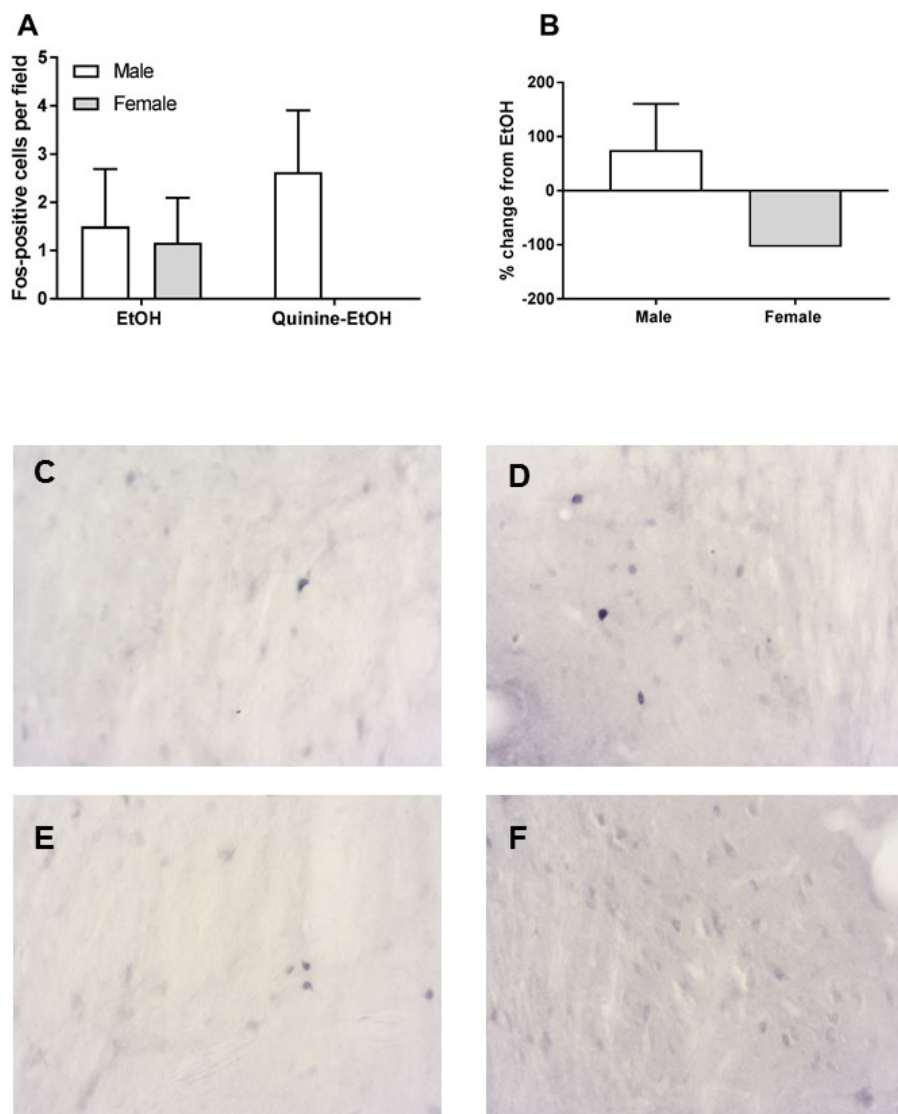 A
Fos-positive cells per field
5
4
3
2
1
0
Male
Female
EtOH
Quinine-EtOH
B
% change from EtOH
200
100
0
-100
-200
Male
Female
C
D
E
F